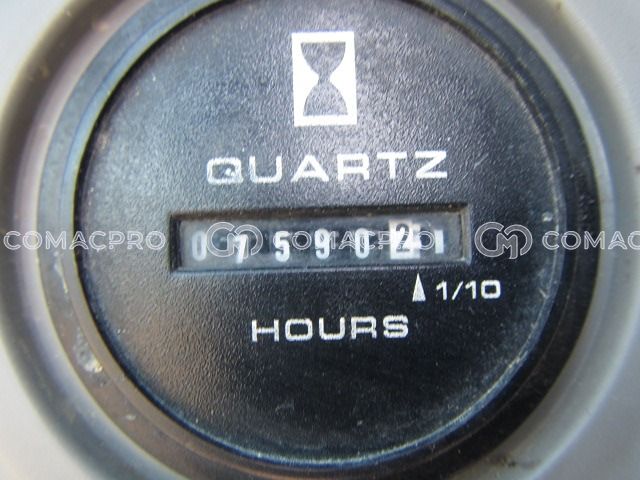 QUARTZ
COMACPRO COMACPRO COMACPRO
0 7 5 9 0 2
1/10
HOURS